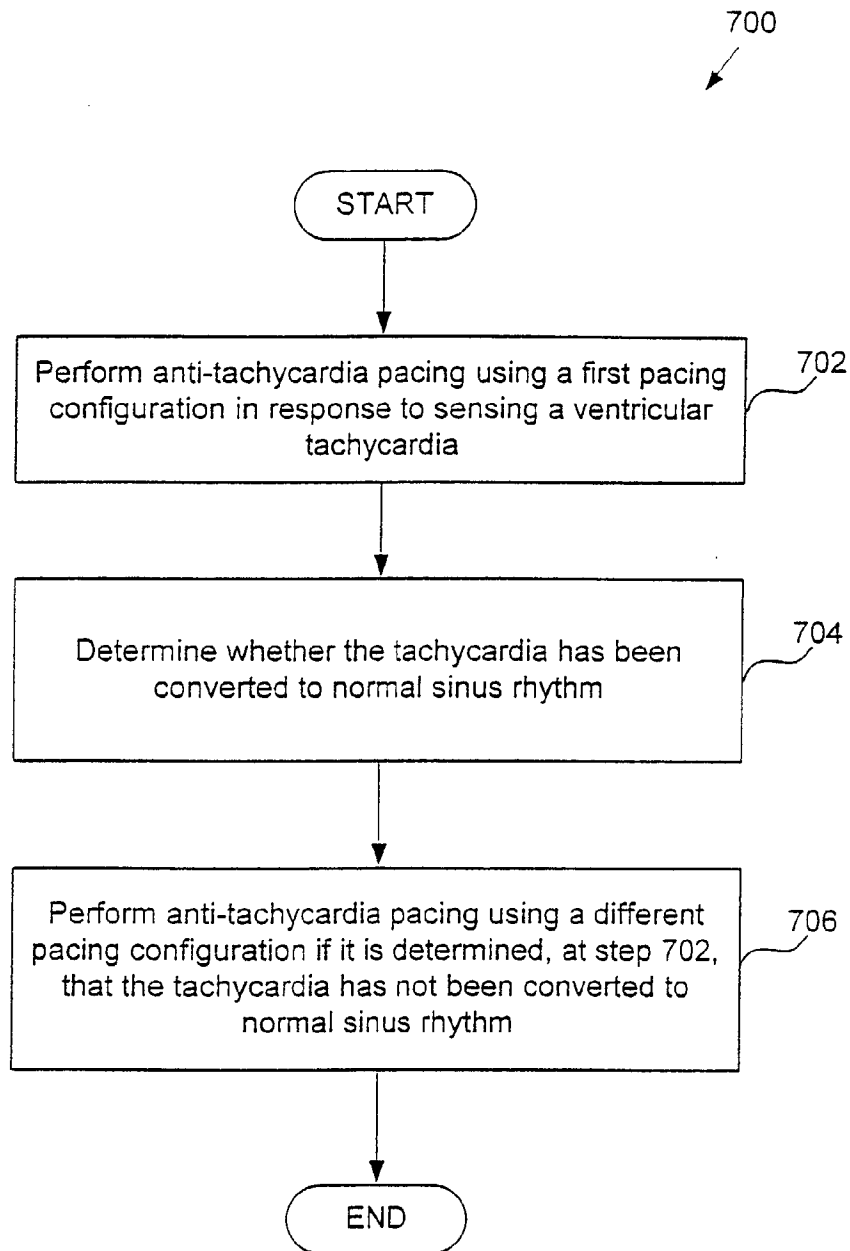 700
START
Perform anti-tachycardia pacing using a first pacing
configuration in response to sensing a ventricular
tachycardia
702
Determine whether the tachycardia has been
converted to normal sinus rhythm
704
Perform anti-tachycardia pacing using a different
pacing configuration if it is determined, at step 702,
that the tachycardia has not been converted to
normal sinus rhythm
706
END